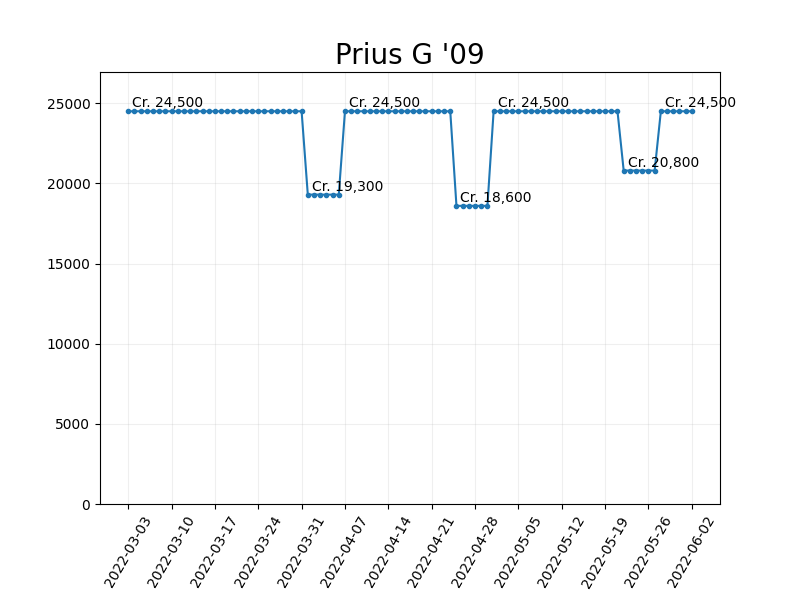 Prius G '09
25000
20000
15000
10000
5000
0
Cr. 24,500
Cr. 19,300
Cr. 24,500
Cr. 18,600
Cr. 24,500
Cr. 20,800
Cr. 24,500
2022-03-03
2022-03-10
2022-03-17
2022-03-24
2022-03-31
2022-04-07
2022-04-14
2022-04-21
2022-04-28
2022-05-05
2022-05-12
2022-05-19
2022-05-26
2022-06-02